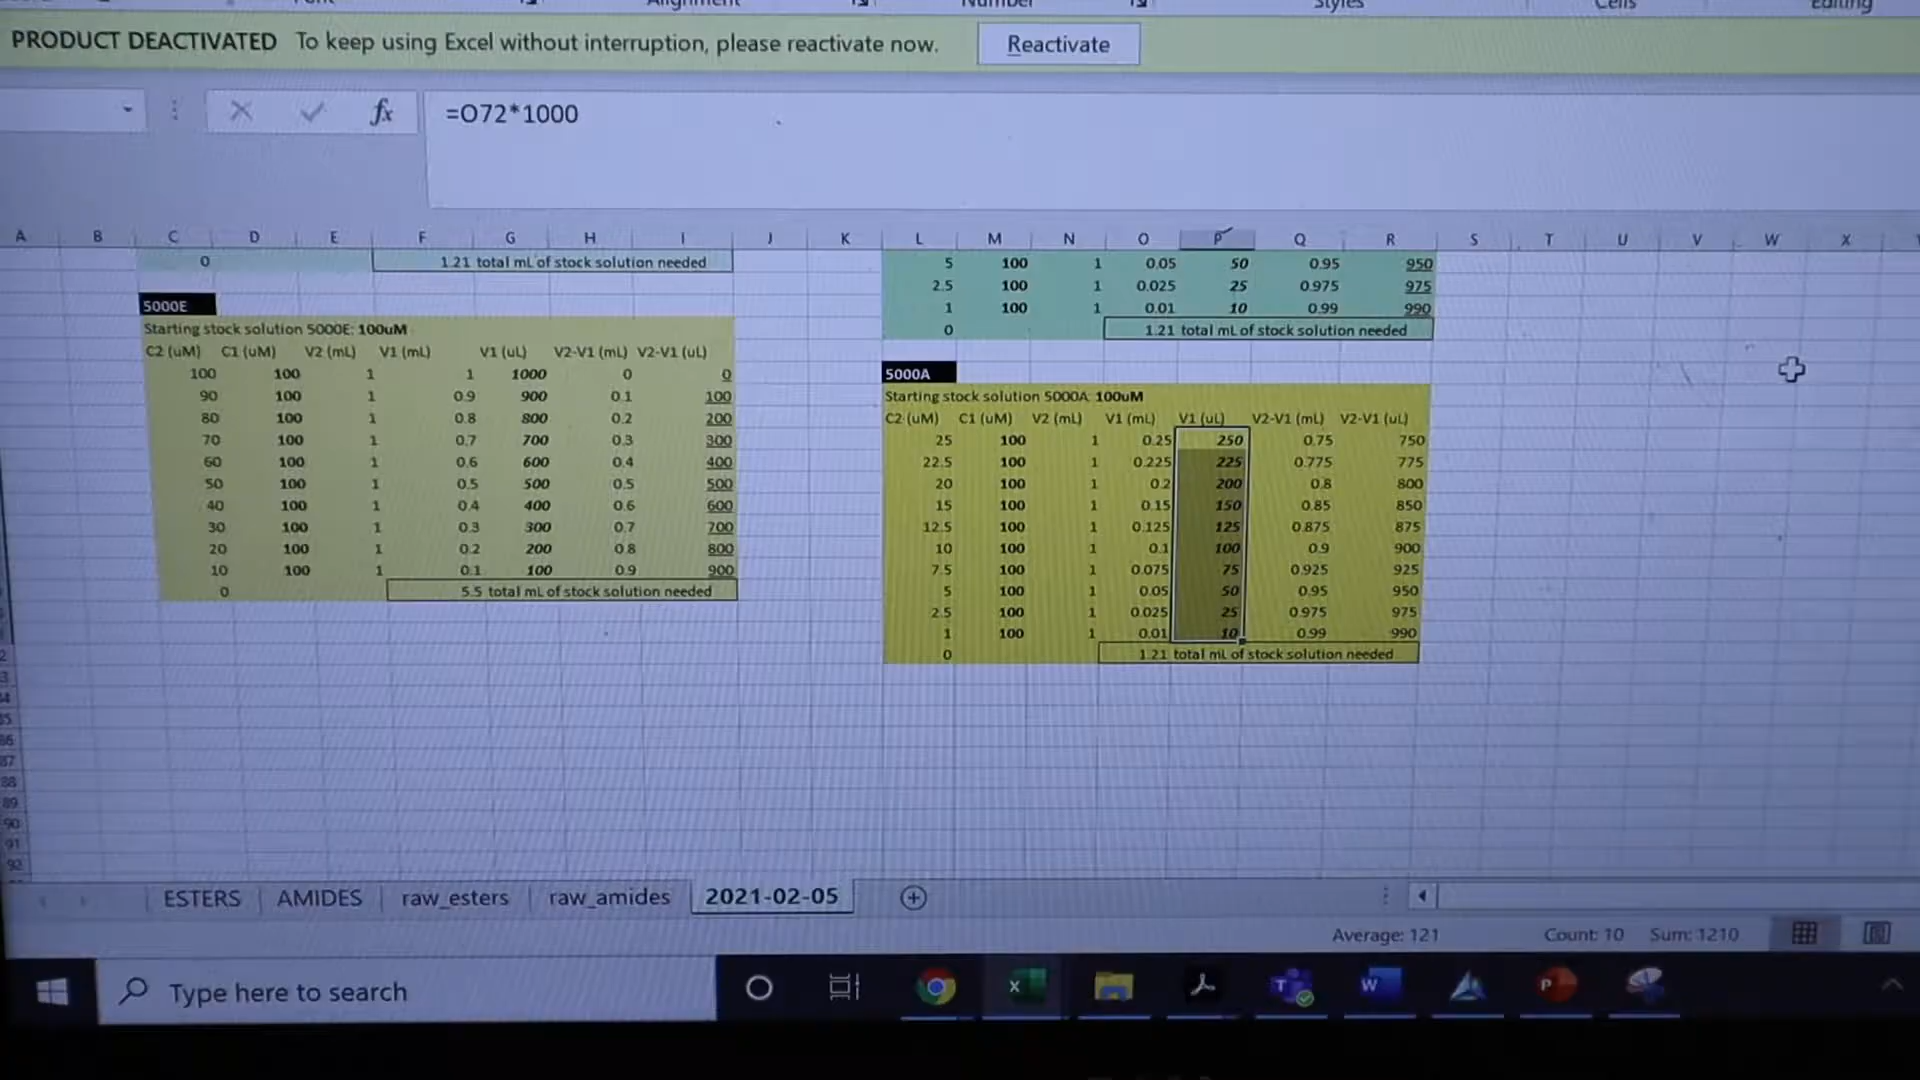 Alignment
Number
Styles
Cells
Editing
PRODUCT DEACTIVATED To keep using Excel without interruption, please reactivate now. Reactivate
fx =O72*1000
A B C D E F G H I J K L M N O P Q R S T U V W X
0 1.21 total mL of stock solution needed
5 100 1 0.05 50 0.95 950
2.5 100 1 0.025 25 0.975 975
1 100 1 0.01 10 0.99 990
0 1.21 total mL of stock solution needed
5000E
Starting stock solution 5000E: 100uM
C2 (uM) C1 (uM) V2 (mL) V1 (mL) V1 (uL) V2-V1 (mL) V2-V1 (uL)
100 100 1 1 1000 0 0
90 100 1 0.9 900 0.1 100
80 100 1 0.8 800 0.2 200
70 100 1 0.7 700 0.3 300
60 100 1 0.6 600 0.4 400
50 100 1 0.5 500 0.5 500
40 100 1 0.4 400 0.6 600
30 100 1 0.3 300 0.7 700
20 100 1 0.2 200 0.8 800
10 100 1 0.1 100 0.9 900
0 5.5 total mL of stock solution needed
5000A
Starting stock solution 5000A: 100uM
C2 (uM) C1 (uM) V2 (mL) V1 (mL) V1 (uL) V2-V1 (mL) V2-V1 (uL)
25 100 1 0.25 250 0.75 750
22.5 100 1 0.225 225 0.775 775
20 100 1 0.2 200 0.8 800
15 100 1 0.15 150 0.85 850
12.5 100 1 0.125 125 0.875 875
10 100 1 0.1 100 0.9 900
7.5 100 1 0.075 75 0.925 925
5 100 1 0.05 50 0.95 950
2.5 100 1 0.025 25 0.975 975
1 100 1 0.01 10 0.99 990
0 1.21 total mL of stock solution needed
87
88
89
90
91
92
ESTERS AMIDES raw_esters raw_amides 2021-02-05
Average: 121 Count: 10 Sum: 1210
Type here to search